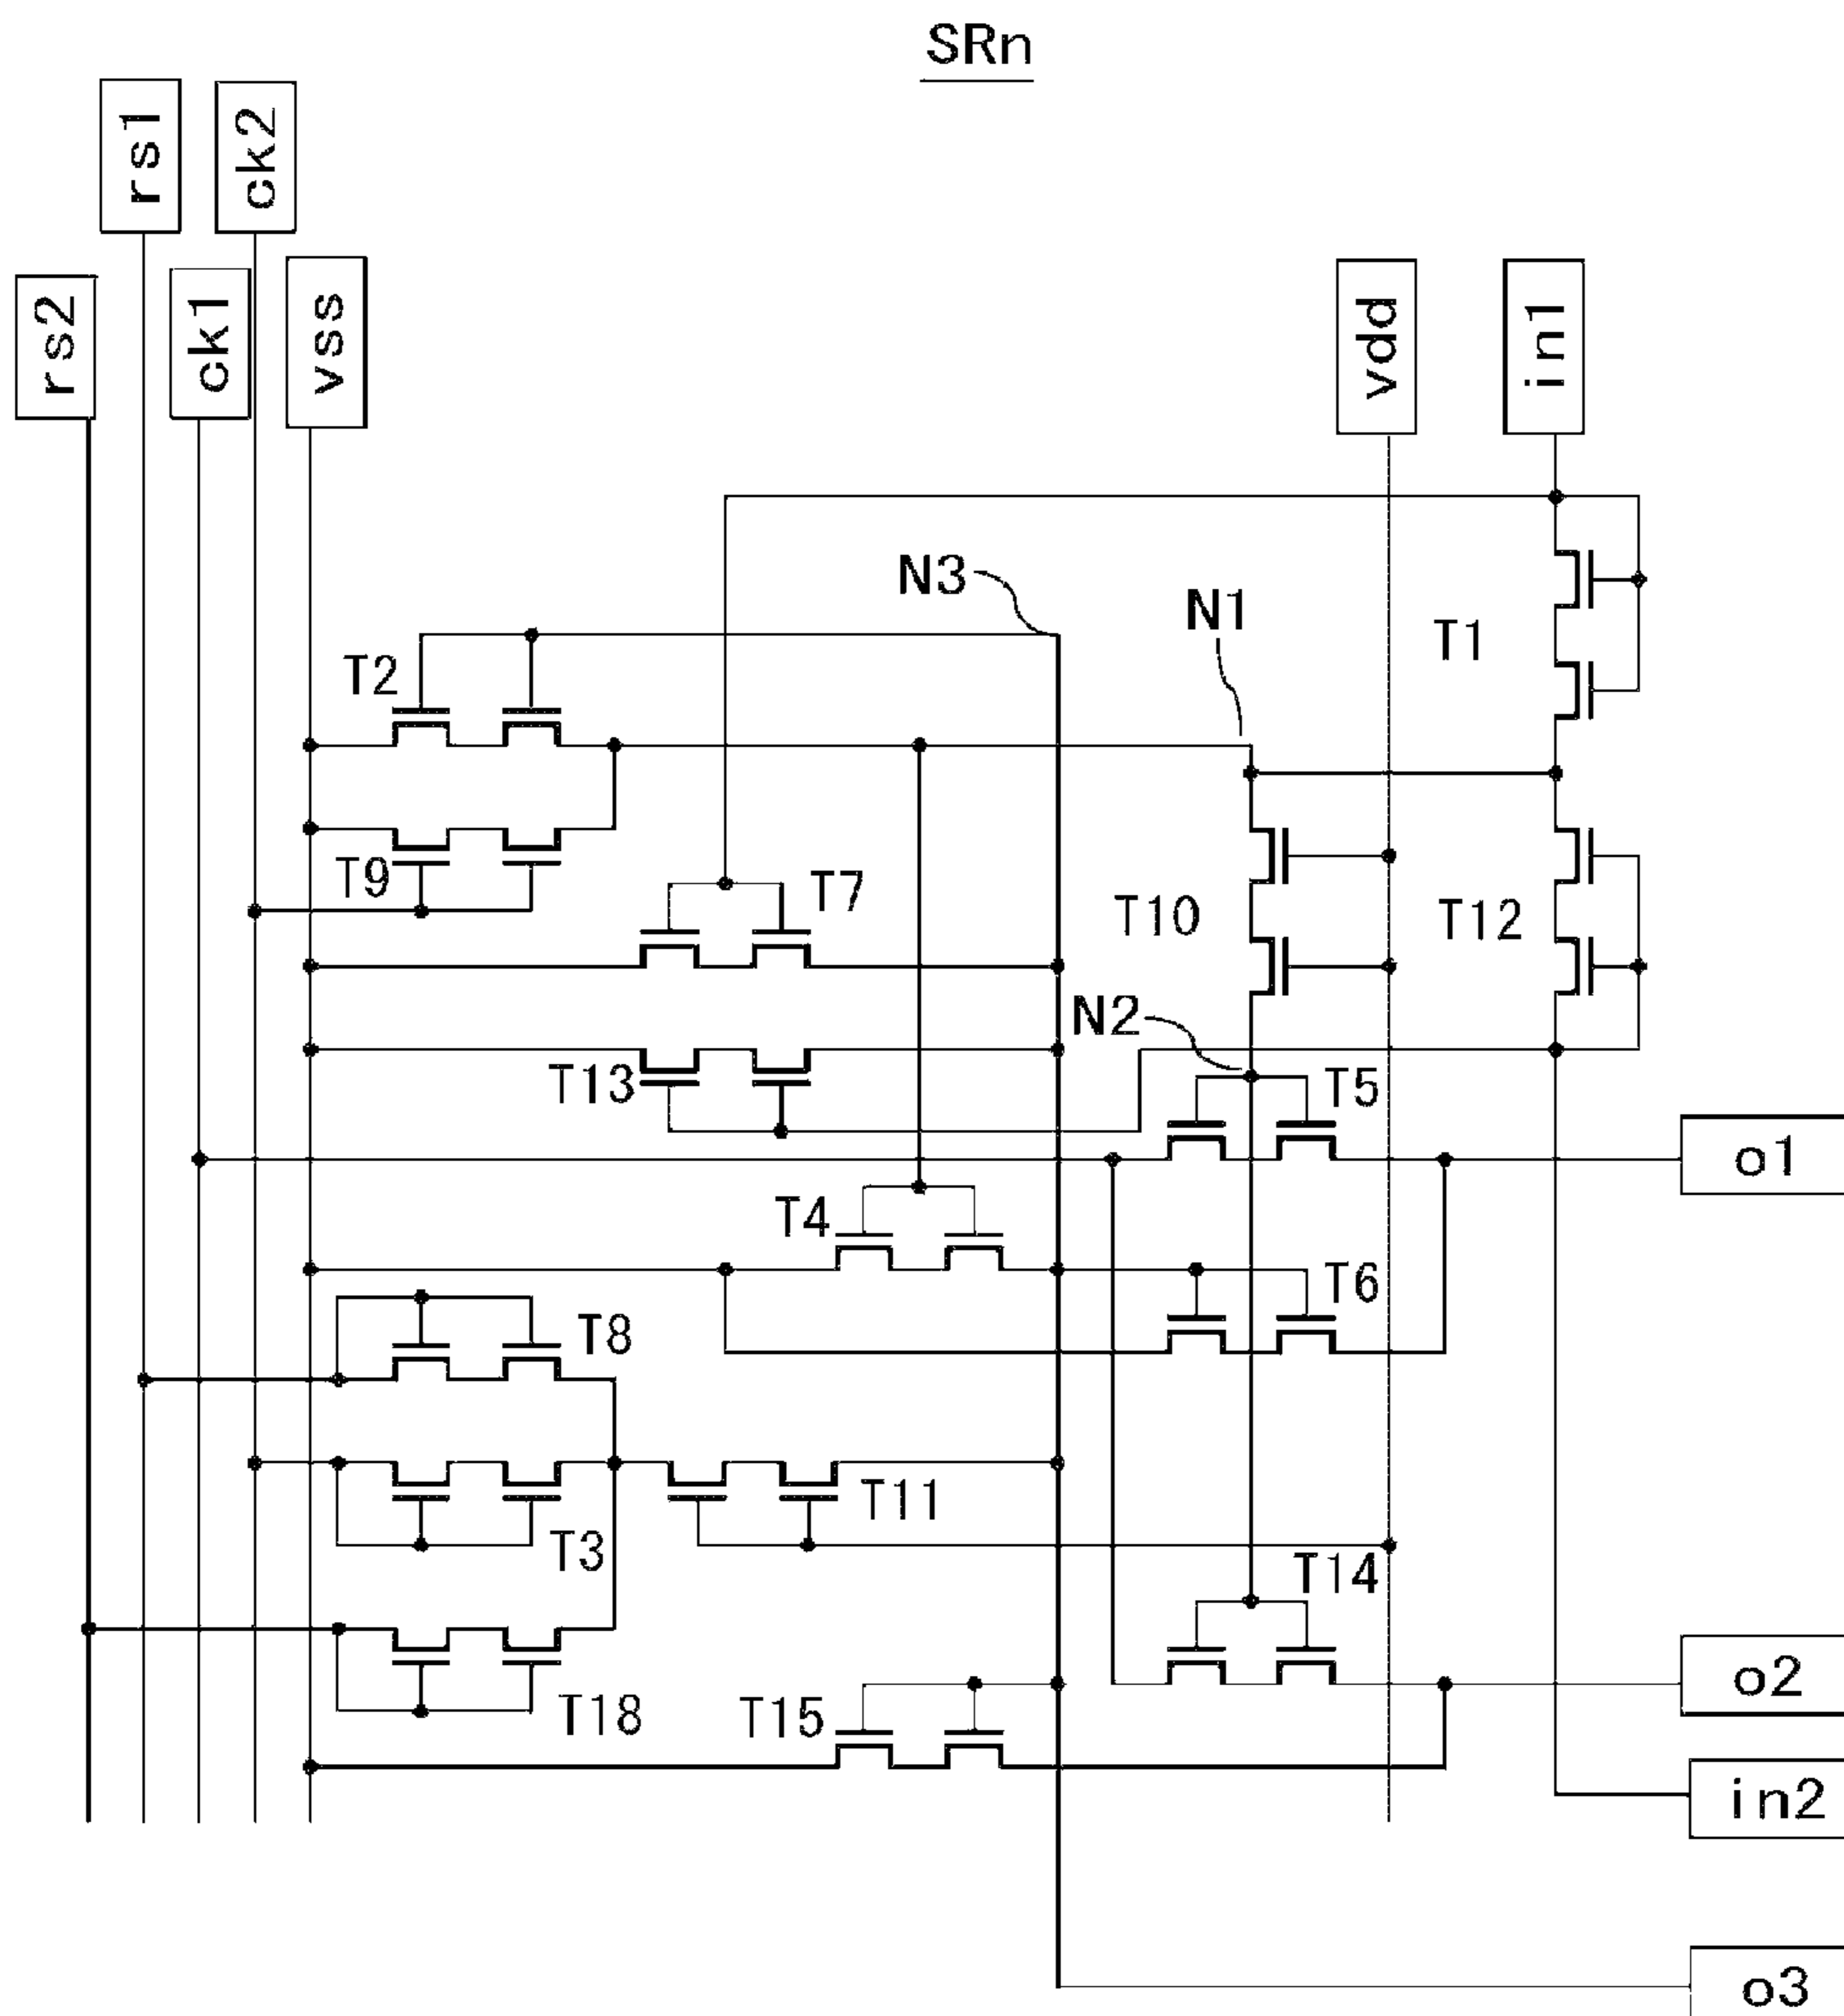 SRn
rs1
ck2
rs2
ck1
vss
vdd
in1
N3
N1
T1
T2
T9
T7
T10
T12
N2
T13
T5
o1
T4
T6
T8
T11
T3
T14
o2
T18
T15
in2
o3